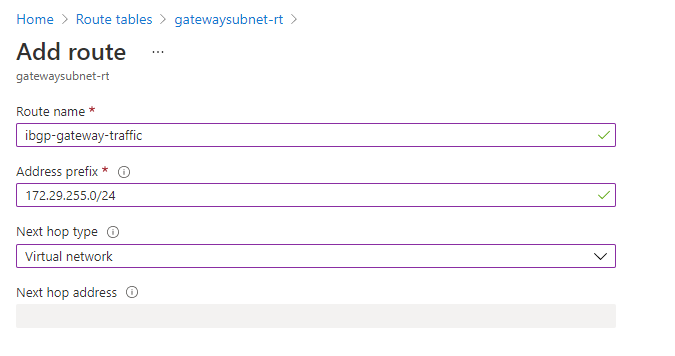 Home > Route tables > gatewaysubnet-rt >
Add route ...
gatewaysubnet-rt
Route name *
ibgp-gateway-traffic
Address prefix *
172.29.255.0/24
Next hop type
Virtual network
Next hop address